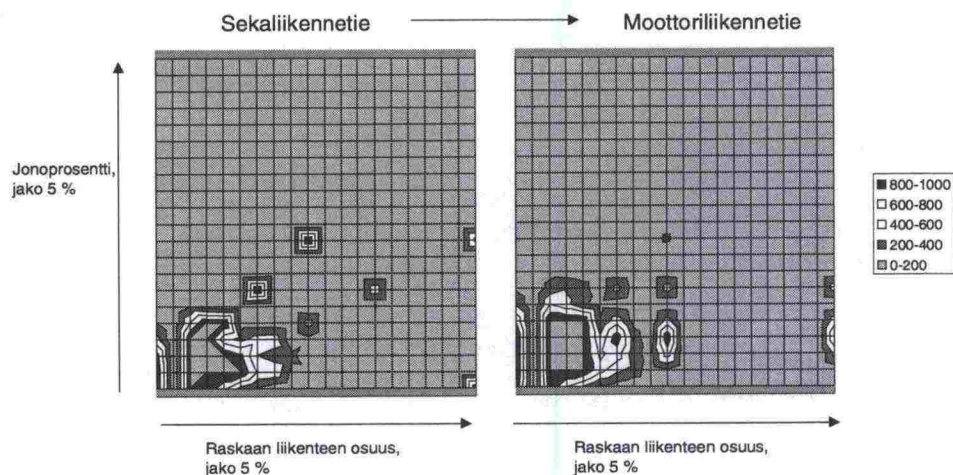 Sekaliikennetie
Moottoriliikennetie
Jonoprosentti,
jako 5 %
800-1000
600-800
400-600
200-400
0-200
Raskaan liikenteen osuus,
jako 5 %
Raskaan liikenteen osuus,
jako 5 %